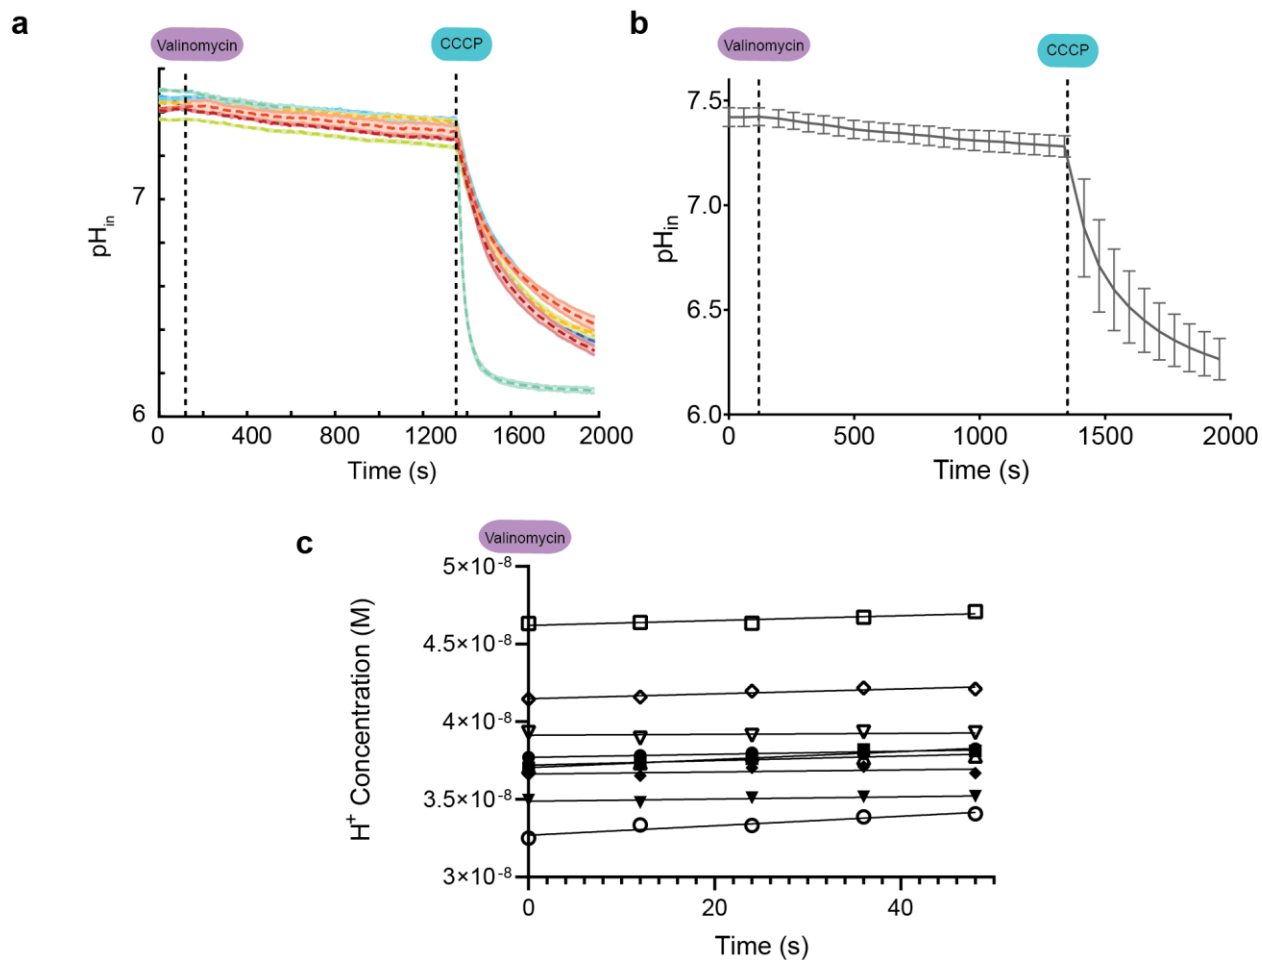 a
Valinomycin
CCCP
pHin
7
6
0
400
800
1200
1600
2000
Time (s)
b
Valinomycin
CCCP
pHin
7.5
7.0
6.5
6.0
0
500
1000
1500
2000
Time (s)
c
Valinomycin
H⁺ Concentration (M)
5×10⁻⁸
4.5×10⁻⁸
4×10⁻⁸
3.5×10⁻⁸
3×10⁻⁸
0
20
40
Time (s)